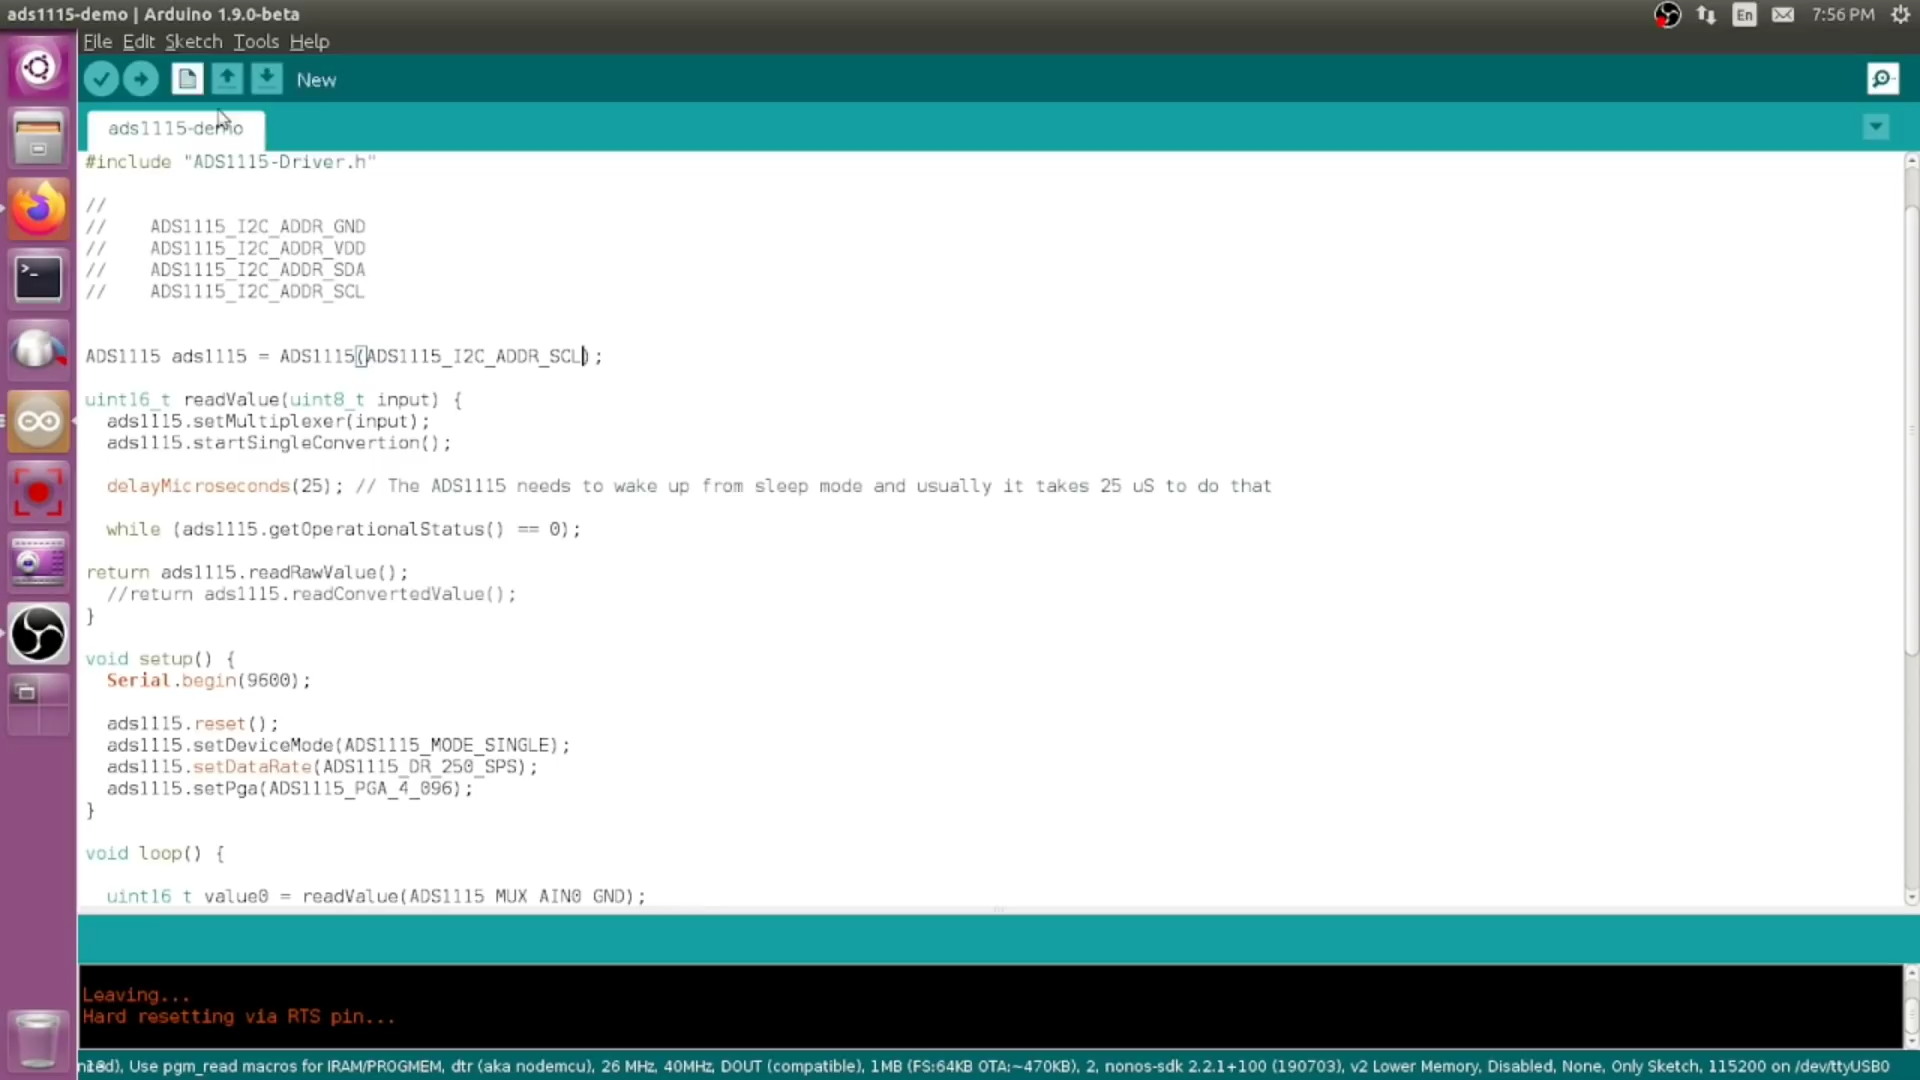 ads1115-demo | Arduino 1.9.0-beta
En 7:56 PM
File Edit Sketch Tools Help
New
ads1115-demo
#include "ADS1115-Driver.h"
//
// ADS1115_I2C_ADDR_GND
// ADS1115_I2C_ADDR_VDD
// ADS1115_I2C_ADDR_SDA
// ADS1115_I2C_ADDR_SCL
ADS1115 ads1115 = ADS1115(ADS1115_I2C_ADDR_SCL);
uint16_t readValue(uint8_t input) {
ads1115.setMultiplexer(input);
ads1115.startSingleConvertion();
delayMicroseconds(25); // The ADS1115 needs to wake up from sleep mode and usually it takes 25 uS to do that
while (ads1115.getOperationalStatus() == 0);
return ads1115.readRawValue();
//return ads1115.readConvertedValue();
}
void setup() {
Serial.begin(9600);
ads1115.reset();
ads1115.setDeviceMode(ADS1115_MODE_SINGLE);
ads1115.setDataRate(ADS1115_DR_250_SPS);
ads1115.setPga(ADS1115_PGA_4_096);
}
void loop() {
uint16_t value0 = readValue(ADS1115_MUX_AIN0_GND);
Leaving...
Hard resetting via RTS pin...
Use pgm_read macros for IRAM/PROGMEM, dtr (aka nodemcu), 26 MHz, 40MHz, DOUT (compatible), 1MB (FS:64KB OTA:~470KB), 2, nonos-sdk 2.2.1+100 (190703), v2 Lower Memory, Disabled, None, Only Sketch, 115200 on /dev/ttyUSB0